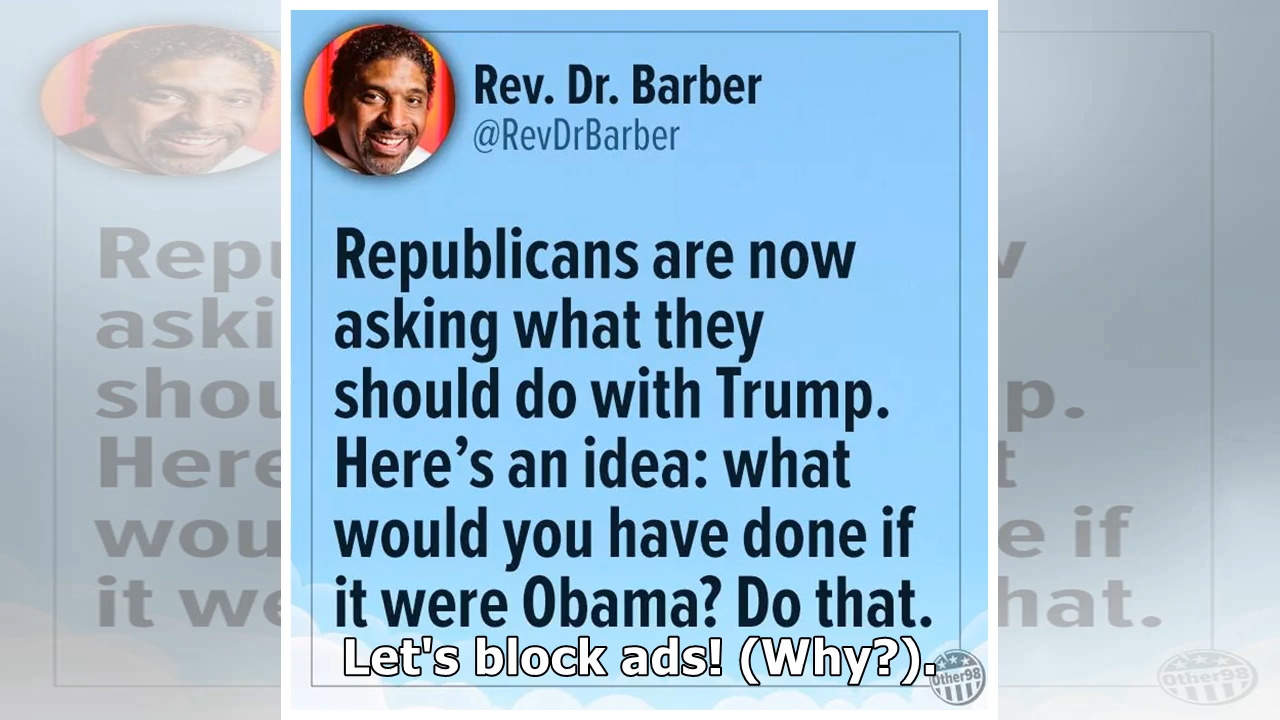 Rev. Dr. Barber
@RevDrBarber
Republicans are now
asking what they
should do with Trump.
Here's an idea: what
would you have done if
it were Obama? Do that.
Let's block ads! (Why?).
Other98